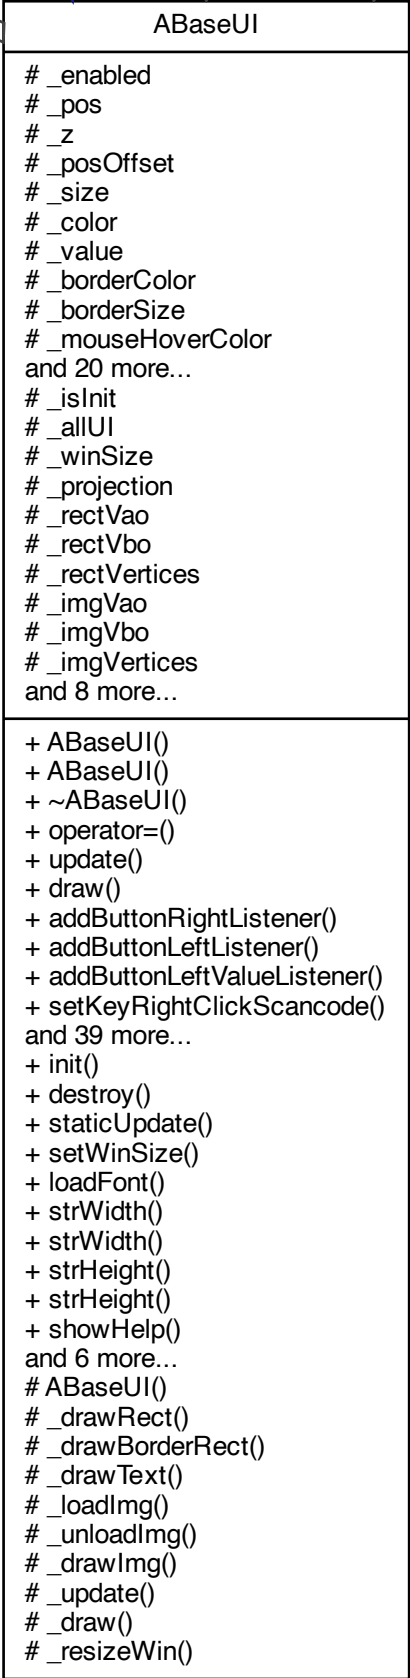 ABaseUI
# _enabled
# _pos
# _z
# _posOffset
# _size
# _color
# _value
# _borderColor
# _borderSize
# _mouseHoverColor
and 20 more...
# _isInit
# _allUI
# _winSize
# _projection
# _rectVao
# _rectVbo
# _rectVertices
# _imgVao
# _imgVbo
# _imgVertices
and 8 more...
+ ABaseUI()
+ ABaseUI()
+ ~ABaseUI()
+ operator=()
+ update()
+ draw()
+ addButtonRightListener()
+ addButtonLeftListener()
+ addButtonLeftValueListener()
+ setKeyRightClickScancode()
and 39 more...
+ init()
+ destroy()
+ staticUpdate()
+ setWinSize()
+ loadFont()
+ strWidth()
+ strWidth()
+ strHeight()
+ strHeight()
+ showHelp()
and 6 more...
# ABaseUI()
# _drawRect()
# _drawBorderRect()
# _drawText()
# _loadImg()
# _unloadImg()
# _drawImg()
# _update()
# _draw()
# _resizeWin()